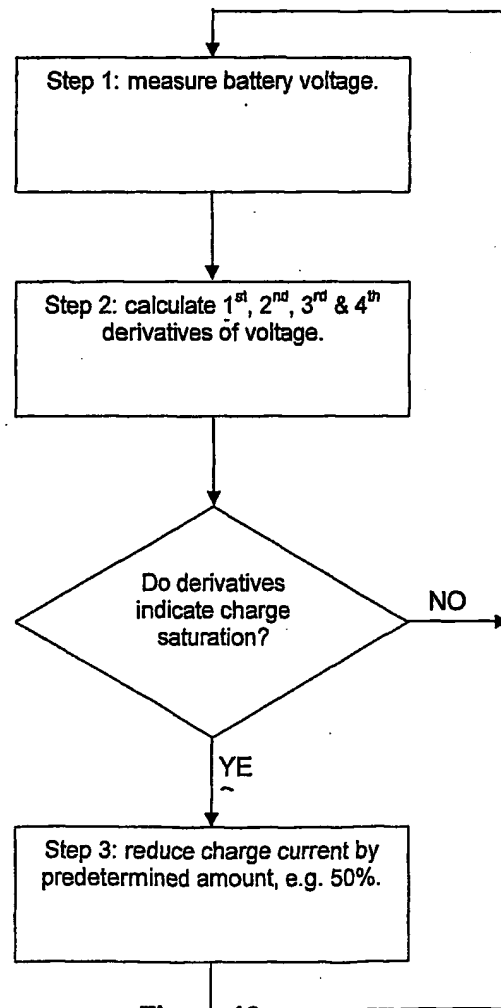 Step 1: measure battery voltage.
Step 2: calculate 1st, 2nd, 3rd & 4th
derivatives of voltage.
Do derivatives
indicate charge
saturation?
NO
YE
Step 3: reduce charge current by
predetermined amount, e.g. 50%.